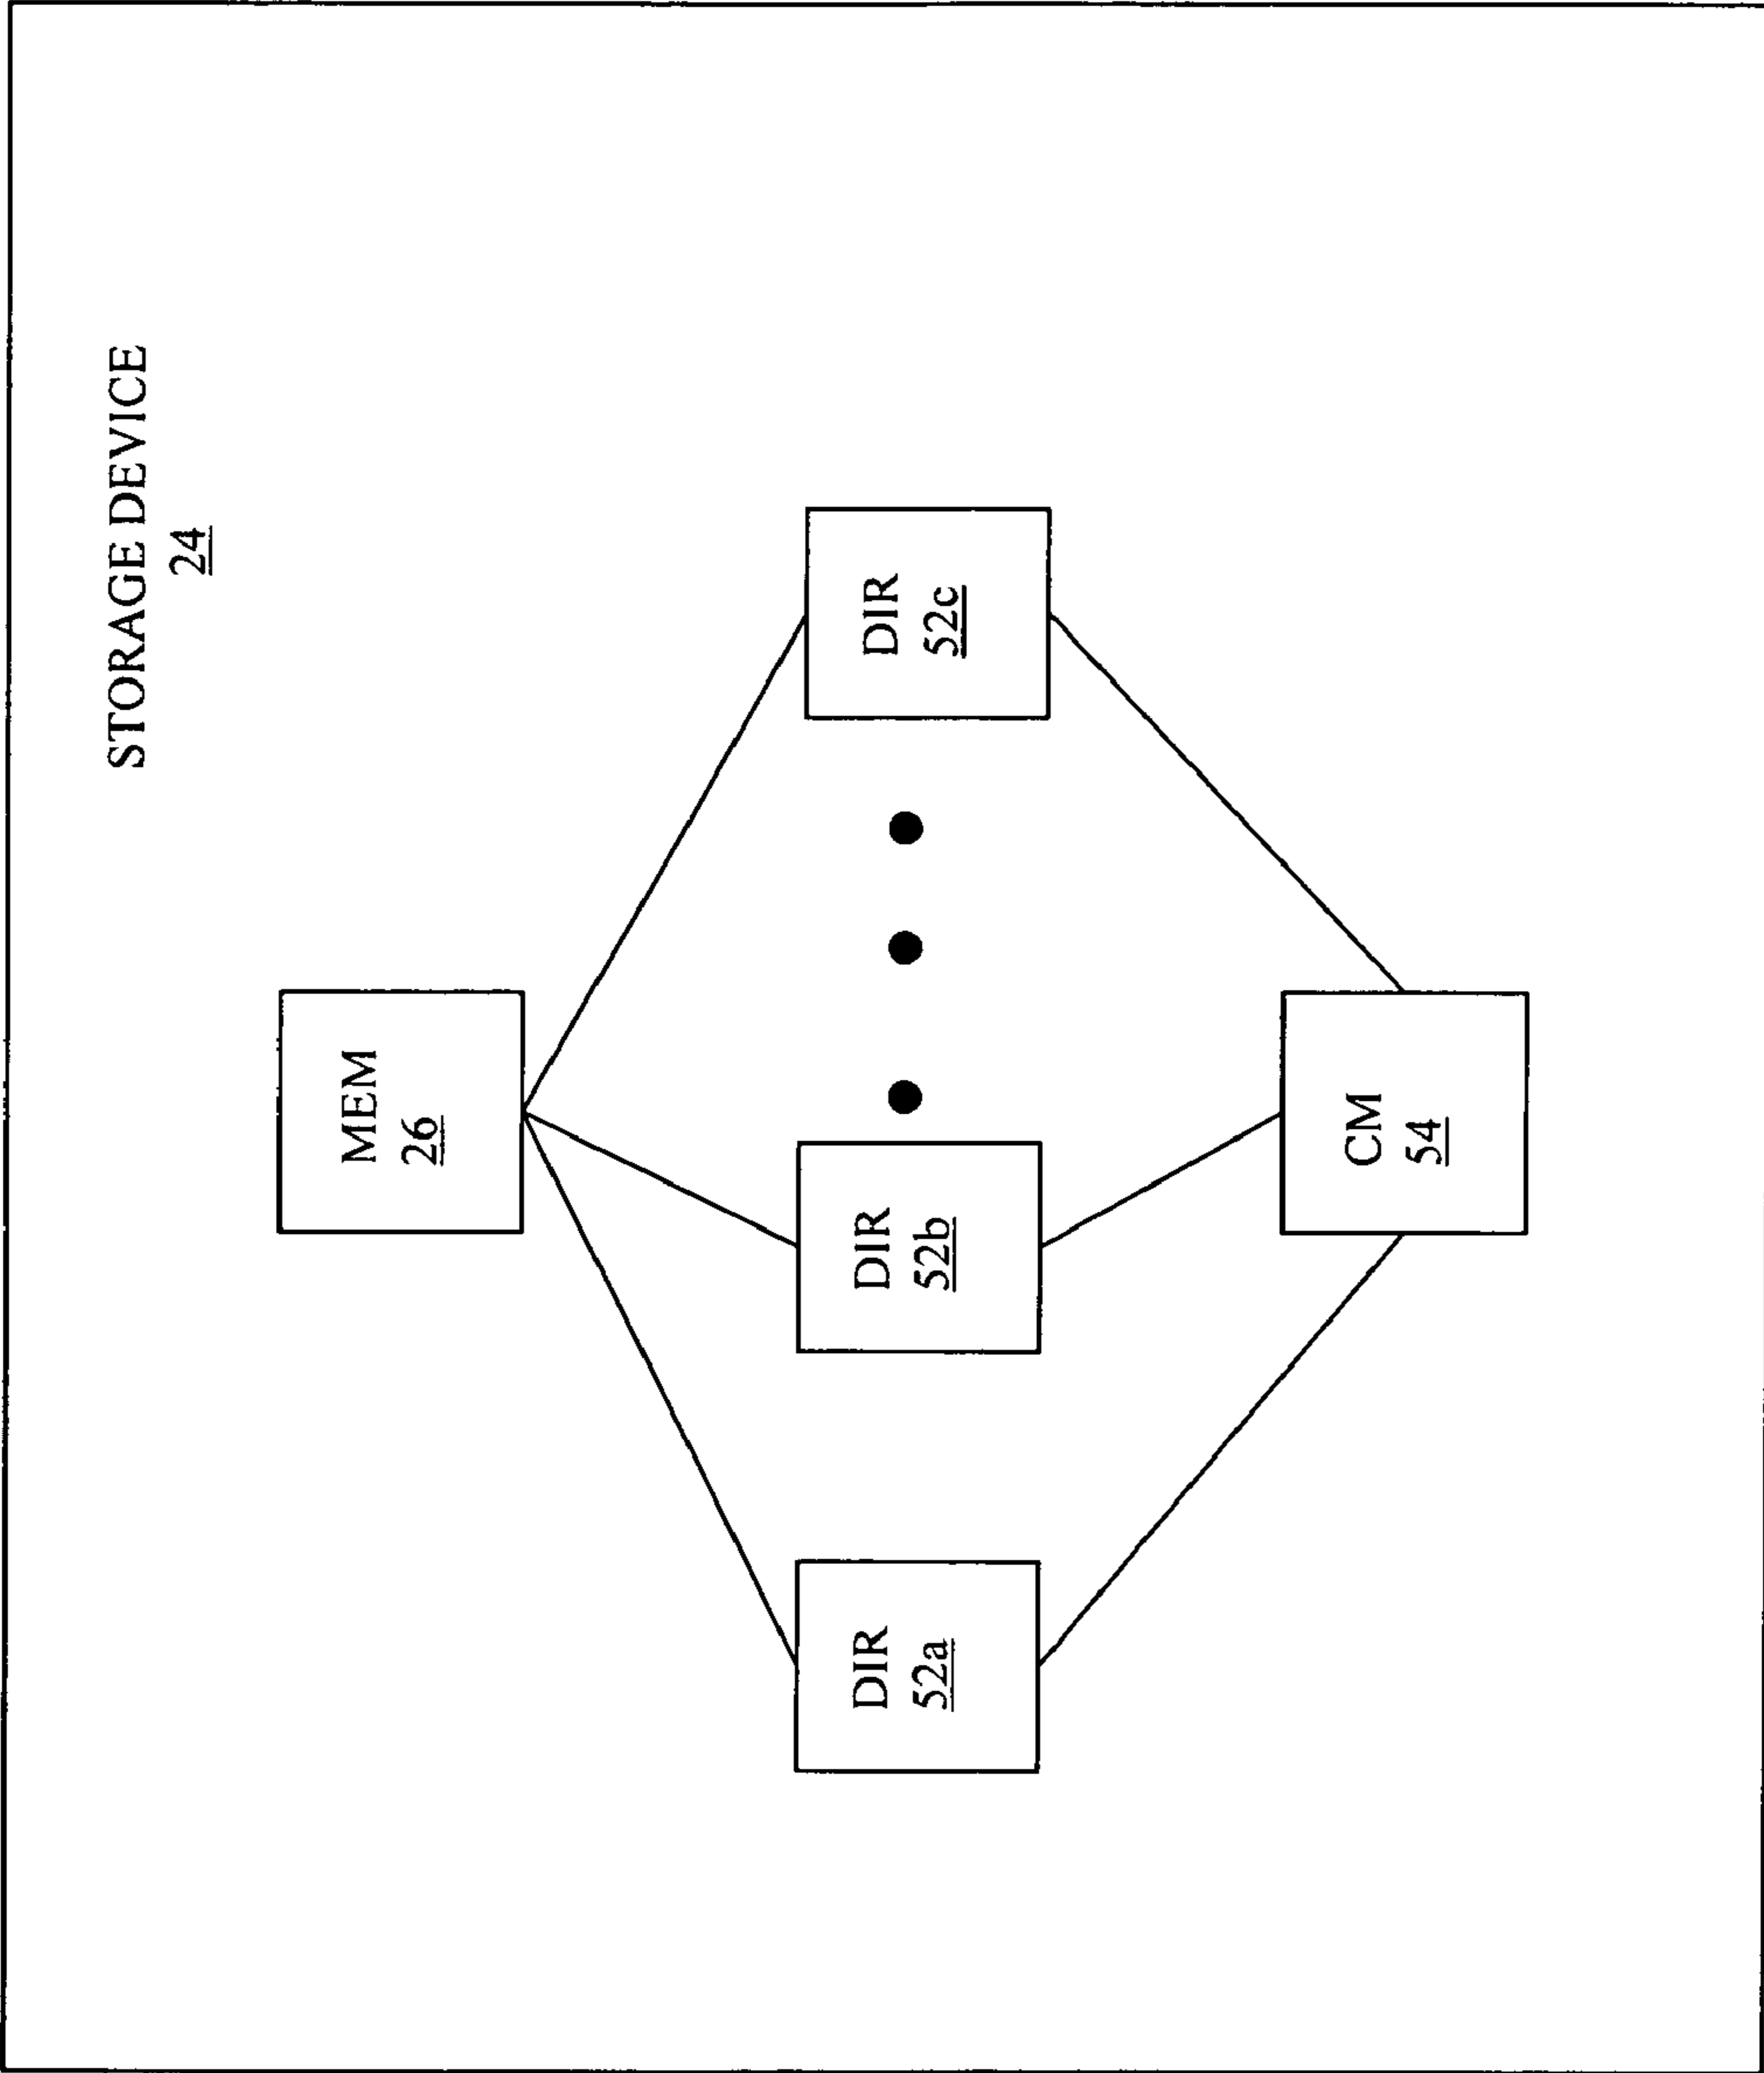 STORAGE DEVICE
24
MEM
26
DIR
52a
DIR
52b
DIR
52c
CM
54